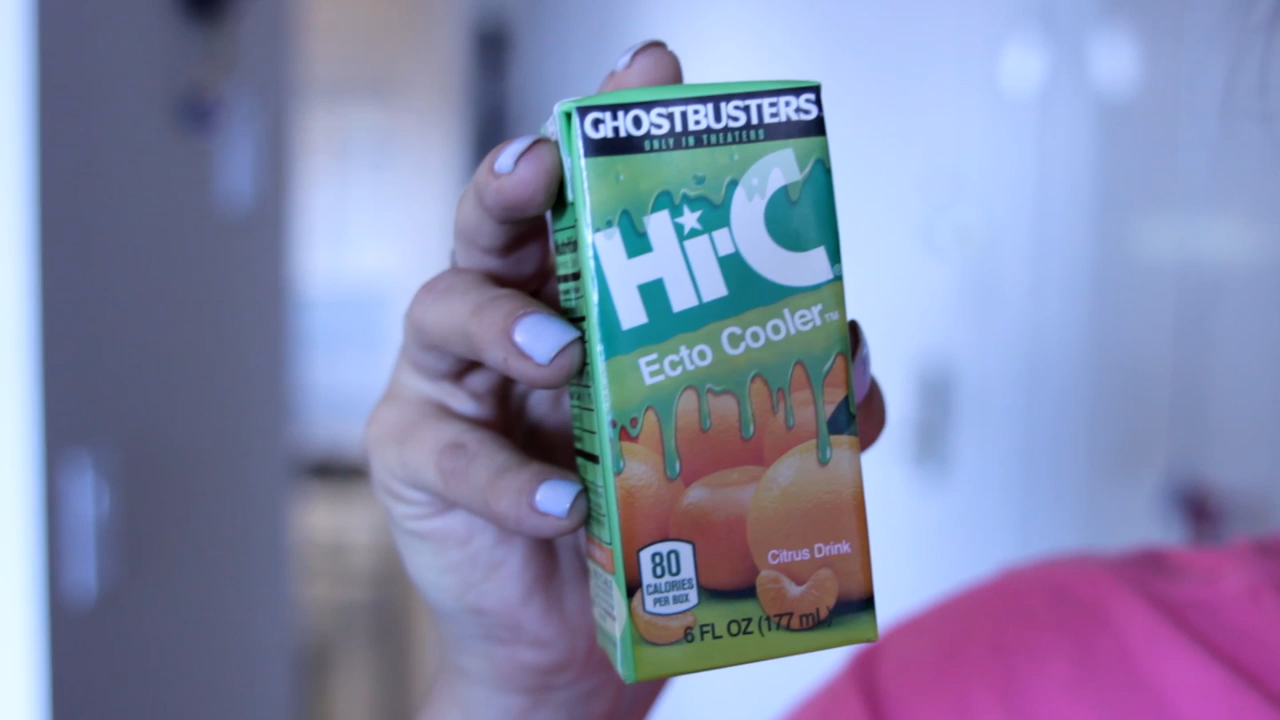 GHOSTBUSTERS
ONLY IN THEATERS
Hi-C
Ecto Cooler™
Citrus Drink
80
CALORIES
PER BOX
6 FL OZ (177 mL)